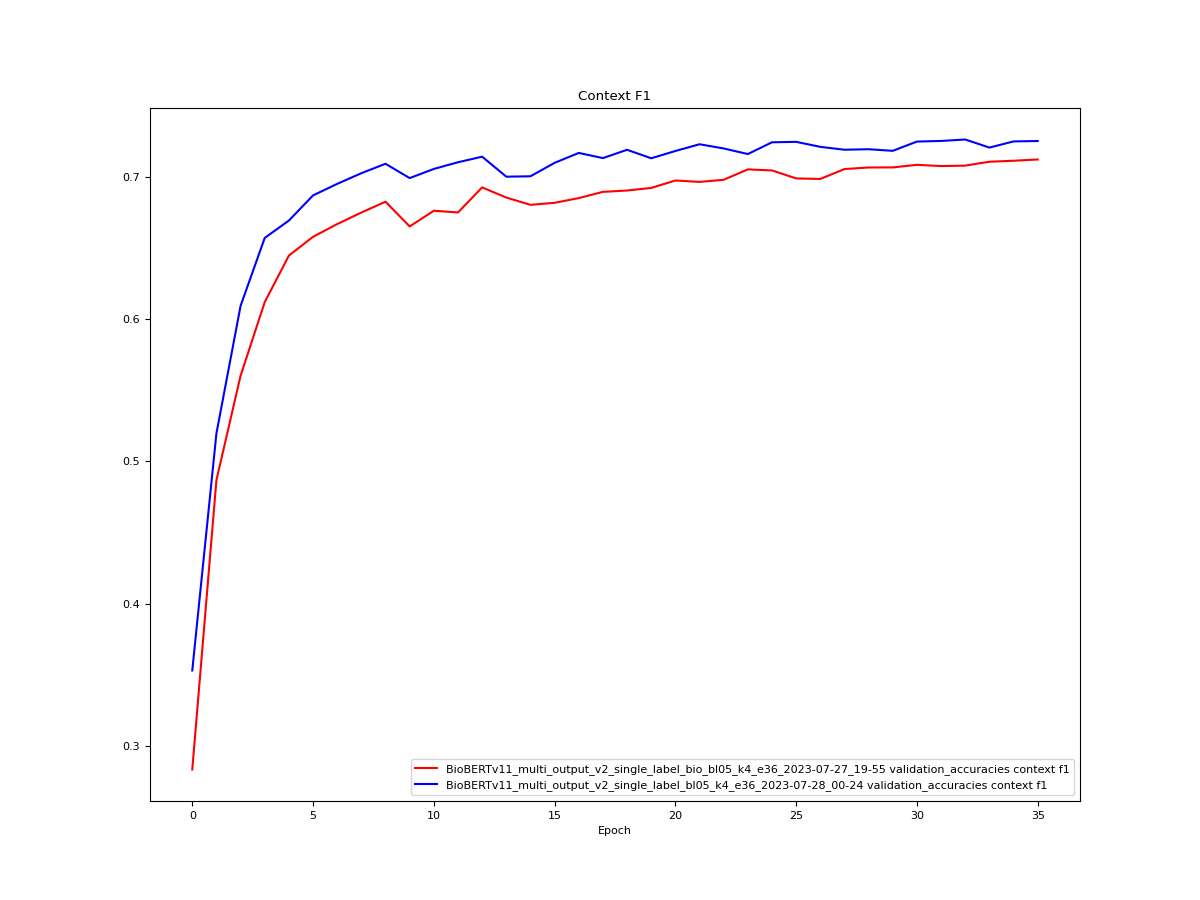 Context F1
0.7
0.6
0.5
0.4
0.3
BioBERTv11_multi_output_v2_single_label_bio_bl05_k4_e36_2023-07-27_19-55 validation_accuracies context f1
BioBERTv11_multi_output_v2_single_label_bl05_k4_e36_2023-07-28_00-24 validation_accuracies context f1
0 5 10 15 20 25 30 35
Epoch